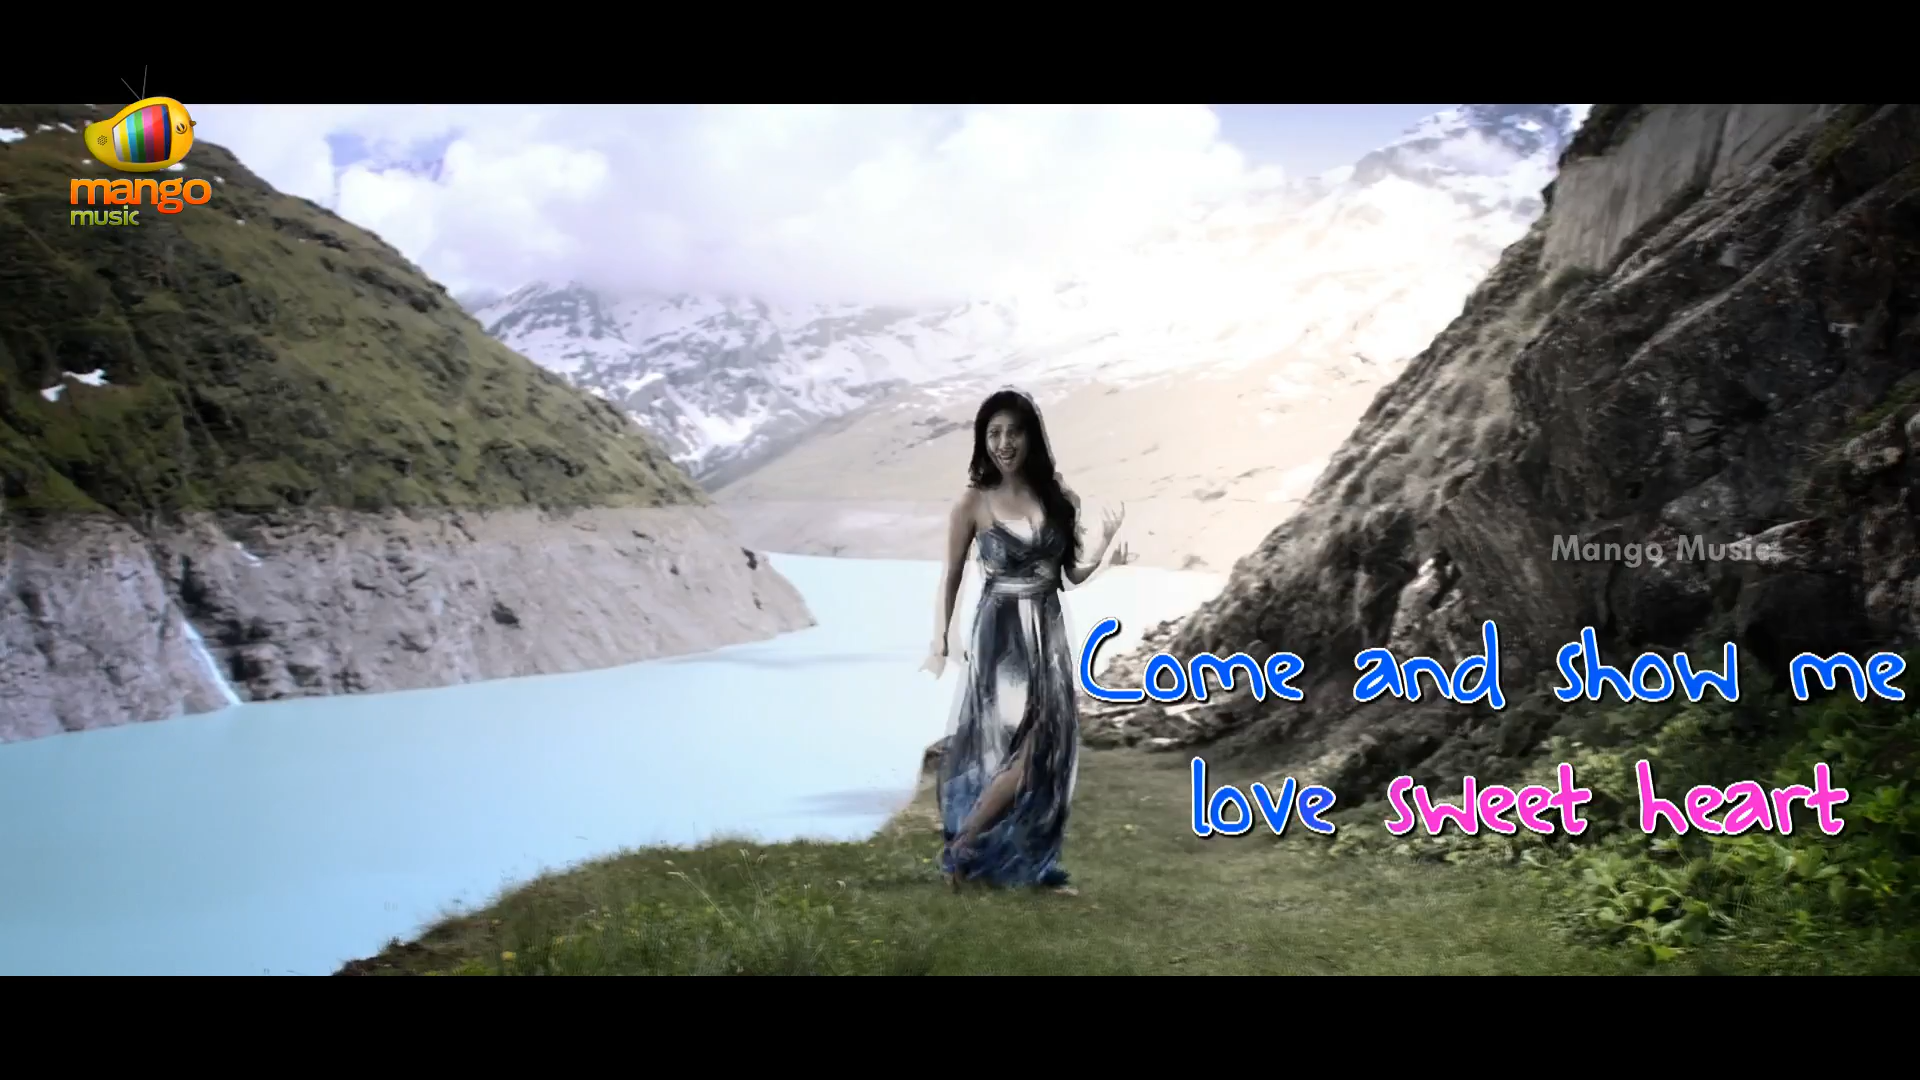 mango
music
Mango Music
Come and show me
love sweet heart